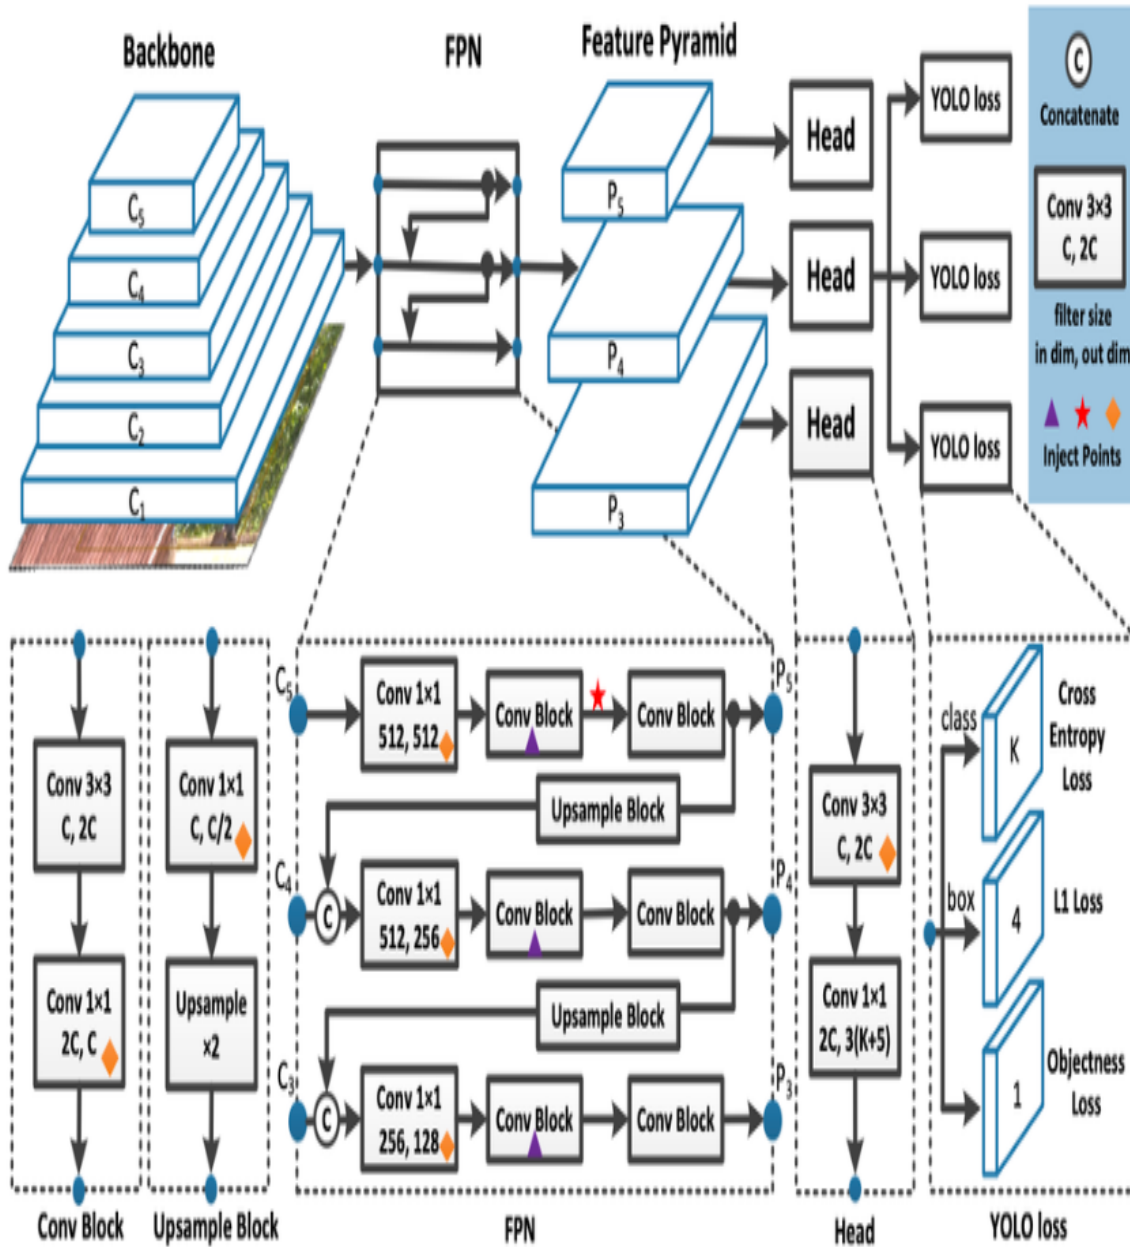 Backbone
FPN
Feature Pyramid
C5
C4
C3
C2
C1
P5
P4
P3
Head
Head
Head
YOLO loss
YOLO loss
YOLO loss
C
Concatenate
Conv 3×3
C, 2C
filter size
in dim, out dim
Inject Points
Conv 3×3
C, 2C
Conv 1×1
2C, C
Conv Block
Conv 1×1
C, C/2
Upsample
×2
Upsample Block
C5
Conv 1×1
512, 512
Conv Block
Conv Block
P5
Upsample Block
C4
C
Conv 1×1
512, 256
Conv Block
Conv Block
P4
Upsample Block
C3
C
Conv 1×1
256, 128
Conv Block
Conv Block
P3
FPN
Conv 3×3
C, 2C
Conv 1×1
2C, 3(K+5)
Head
class
K
Cross
Entropy
Loss
box
4
L1 Loss
1
Objectness
Loss
YOLO loss